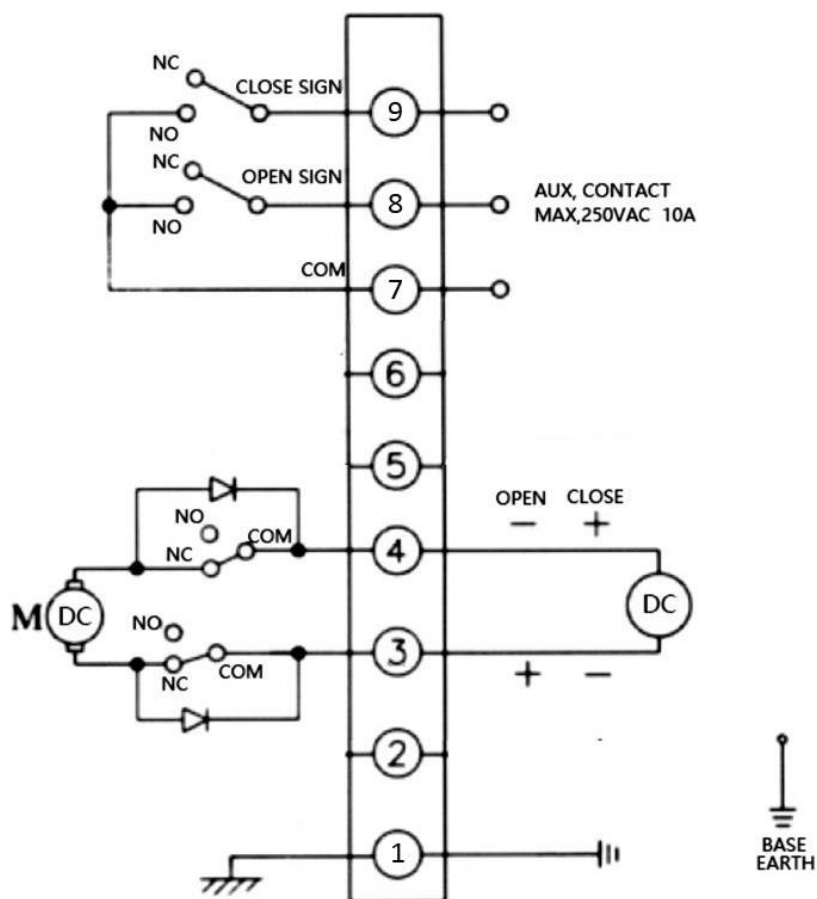 NC
CLOSE SIGN
9
NO
NC
OPEN SIGN
8
AUX, CONTACT
MAX,250VAC 10A
NO
COM
7
6
5
OPEN CLOSE
− +
NO
COM
4
NC
M DC
DC
NO
3
NC
COM
+ −
2
1
BASE
EARTH